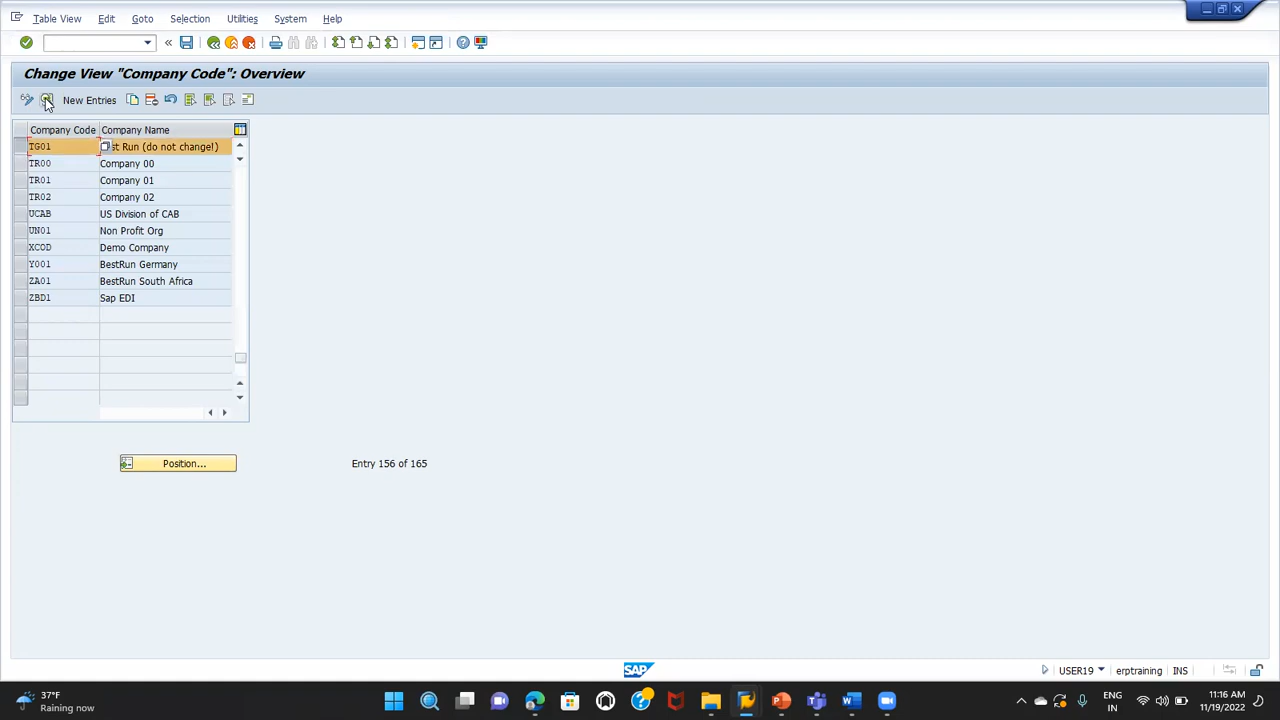 Table View Edit Goto Selection Utilities System Help
Change View "Company Code": Overview
New Entries
Company Code Company Name
TG01 st Run (do not change!)
TR00 Company 00
TR01 Company 01
TR02 Company 02
UCAB US Division of CAB
UN01 Non Profit Org
XCOD Demo Company
Y001 BestRun Germany
ZA01 BestRun South Africa
ZBD1 Sap EDI
Position... Entry 156 of 165
SAP USER19 erptraining INS
37°F
Raining now
ENG
IN
11:16 AM
11/19/2022